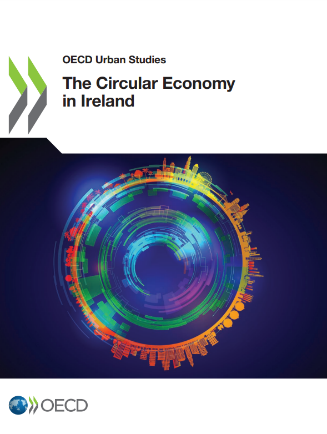 OECD Urban Studies
The Circular Economy
in Ireland
OECD